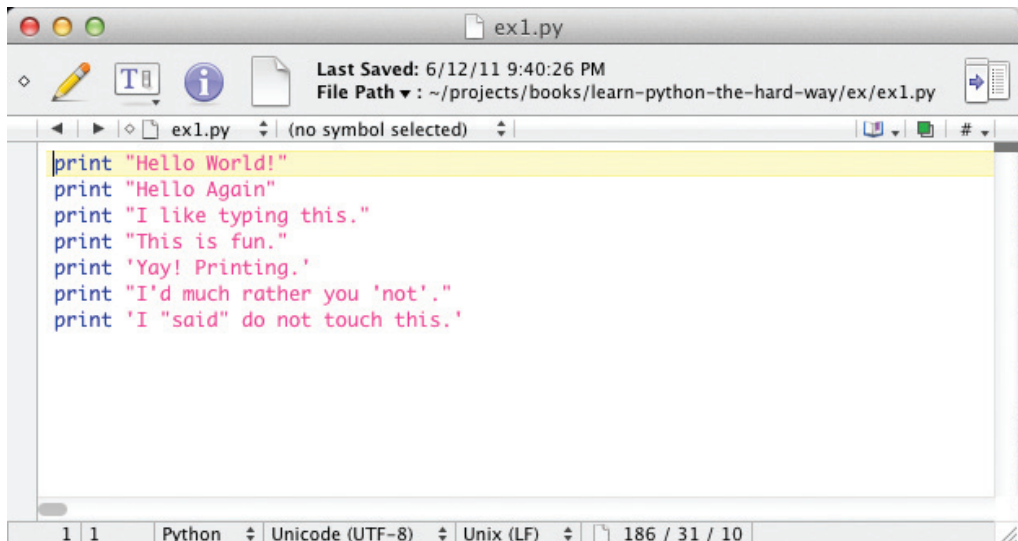 ex1.py
Last Saved: 6/12/11 9:40:26 PM
File Path ▾ : ~/projects/books/learn-python-the-hard-way/ex/ex1.py
ex1.py (no symbol selected) #
print "Hello World!"
print "Hello Again"
print "I like typing this."
print "This is fun."
print 'Yay! Printing.'
print "I'd much rather you 'not'."
print 'I "said" do not touch this.'
1 1 Python Unicode (UTF-8) Unix (LF) 186 / 31 / 10